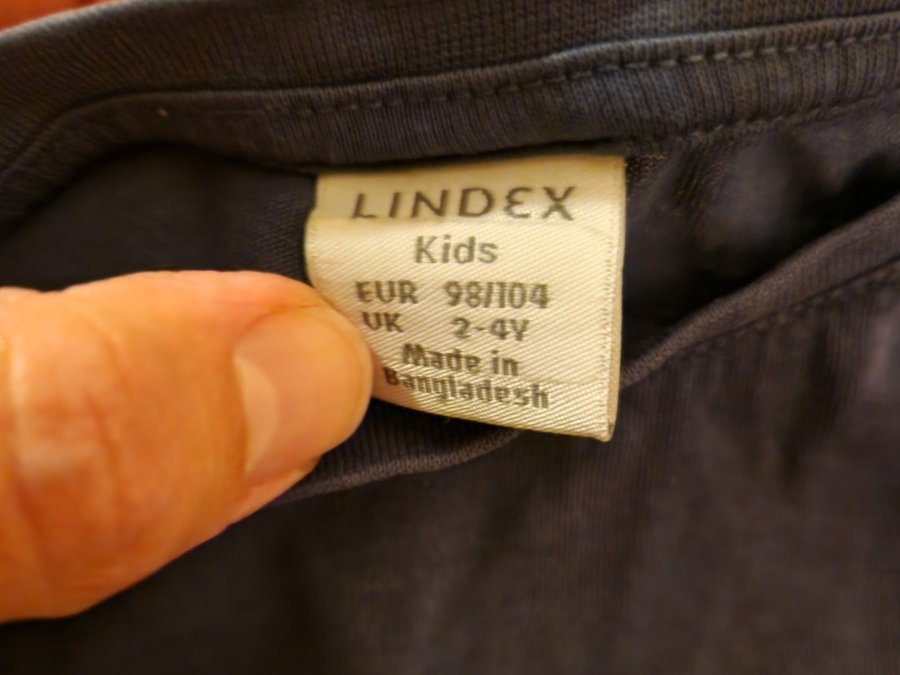 LINDEX
Kids
EUR 98/104
UK 2-4Y
Made in
Bangladesh